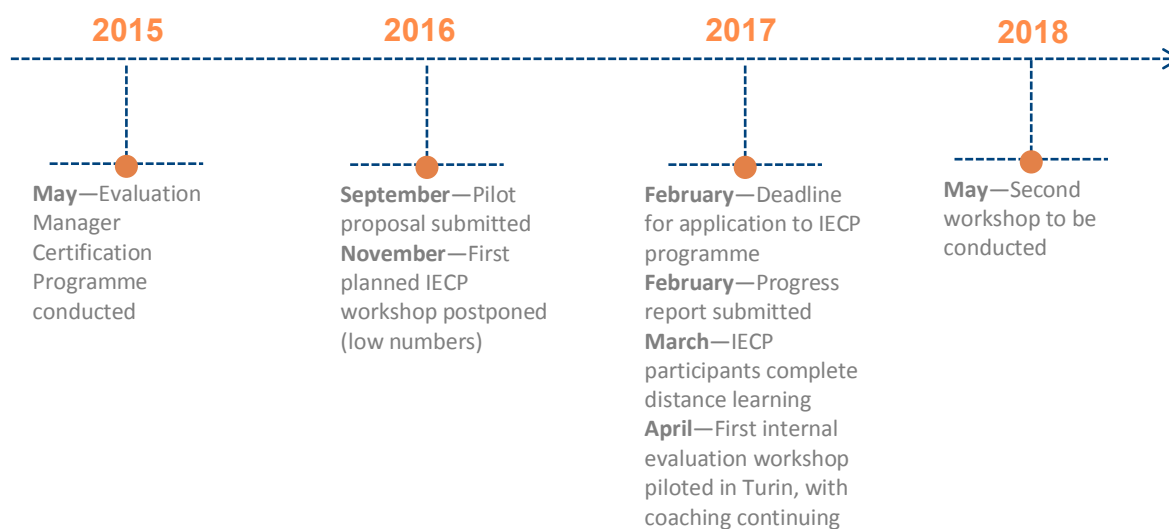 2015
2016
2017
2018
May—Evaluation
Manager
Certification
Programme
conducted
September—Pilot
proposal submitted
November—First
planned IECP
workshop postponed
(low numbers)
February—Deadline
for application to IECP
programme
February—Progress
report submitted
March—IECP
participants complete
distance learning
April—First internal
evaluation workshop
piloted in Turin, with
coaching continuing
May—Second
workshop to be
conducted